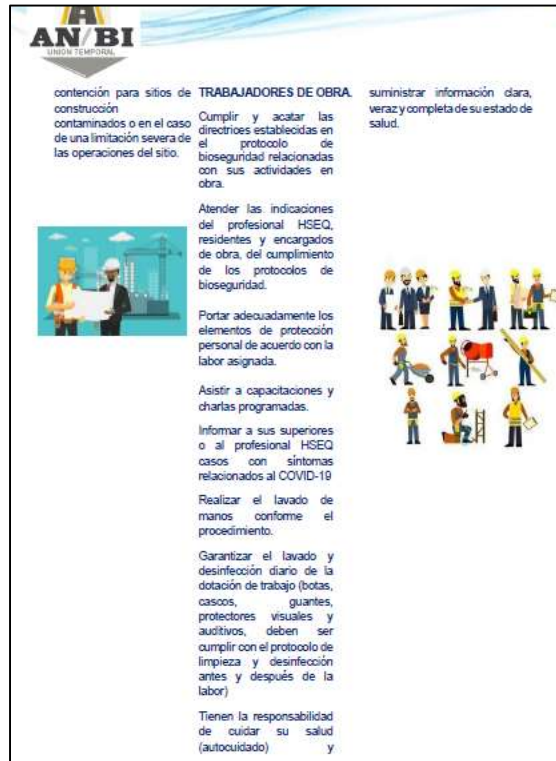 AN/BI
UNION TEMPORAL
contención para sitios de
construcción
contaminados o en el caso
de una limitación severa de
las operaciones del sitio.
TRABAJADORES DE OBRA.
Cumplir y acatar las
directrices establecidas en
el protocolo de
bioseguridad relacionadas
con sus actividades en
obra.
Atender las indicaciones
del profesional HSEQ,
residentes y encargados
de obra, del cumplimiento
de los protocolos de
bioseguridad.
Portar adecuadamente los
elementos de protección
personal de acuerdo con la
labor asignada.
Asistir a capacitaciones y
charlas programadas.
Informar a sus superiores
o al profesional HSEQ
casos con síntomas
relacionados al COVID-19
Realizar el lavado de
manos conforme el
procedimiento.
Garantizar el lavado y
desinfección diario de la
dotación de trabajo (botas,
cascos, guantes,
protectores visuales y
auditivos, deben ser
cumplir con el protocolo de
limpieza y desinfección
antes y después de la
labor)
Tienen la responsabilidad
de cuidar su salud
(autocuidado) y
suministrar información clara,
veraz y completa de su estado de
salud.